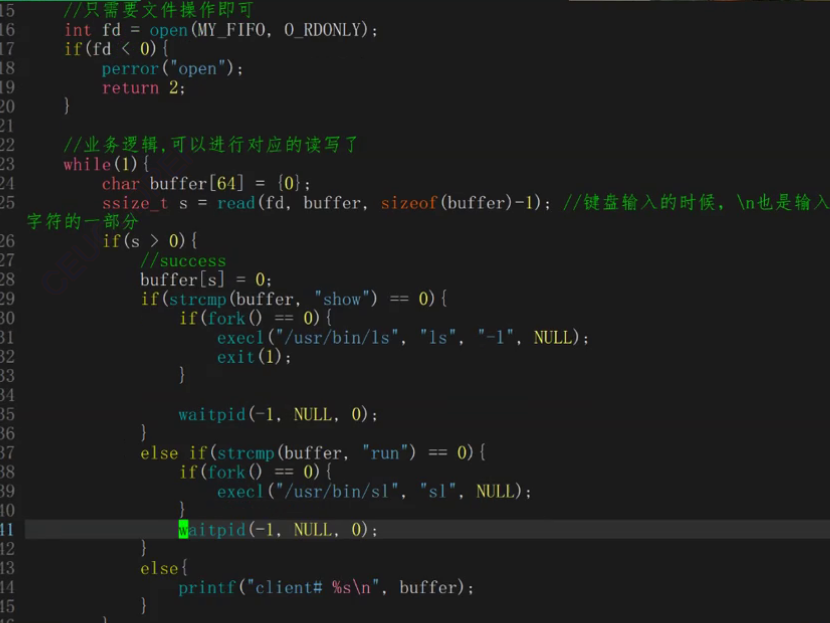 15     //只需要文件操作即可
16     int fd = open(MY_FIFO, O_RDONLY);
17     if(fd < 0){
18         perror("open");
19         return 2;
20     }
21
22     //业务逻辑,可以进行对应的读写了
23     while(1){
24         char buffer[64] = {0};
25         ssize_t s = read(fd, buffer, sizeof(buffer)-1); //键盘输入的时候，\n也是输入
字符的一部分
26         if(s > 0){
27             //success
28             buffer[s] = 0;
29             if(strcmp(buffer, "show") == 0){
30                 if(fork() == 0){
31                     execl("/usr/bin/ls", "ls", "-l", NULL);
32                     exit(1);
33                 }
34
35                 waitpid(-1, NULL, 0);
36             }
37             else if(strcmp(buffer, "run") == 0){
38                 if(fork() == 0){
39                     execl("/usr/bin/sl", "sl", NULL);
40                 }
41                 waitpid(-1, NULL, 0);
42             }
43             else{
44                 printf("client# %s\n", buffer);
45             }